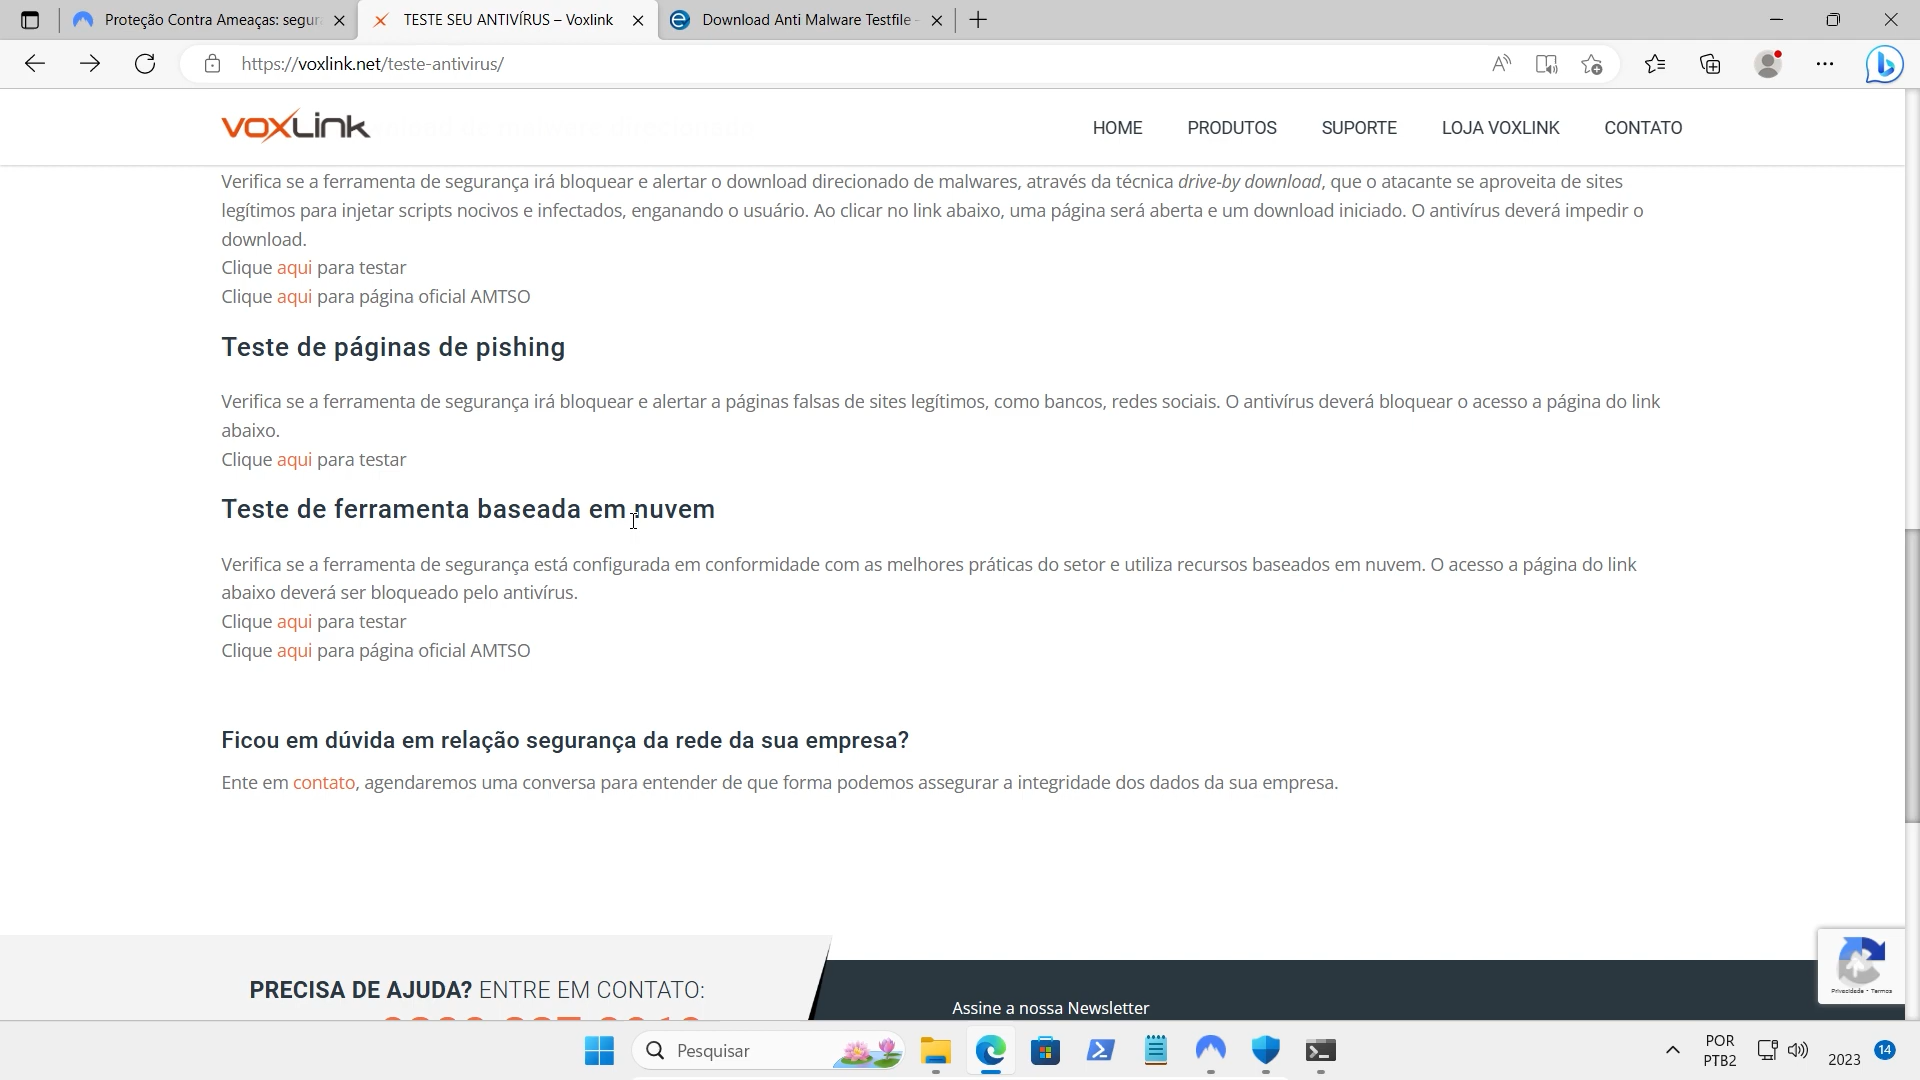 Proteção Contra Ameaças: segur
TESTE SEU ANTIVÍRUS – Voxlink
Download Anti Malware Testfile -
https://voxlink.net/teste-antivirus/
voxLink
HOME PRODUTOS SUPORTE LOJA VOXLINK CONTATO
Verifica se a ferramenta de segurança irá bloquear e alertar o download direcionado de malwares, através da técnica drive-by download, que o atacante se aproveita de sites
legítimos para injetar scripts nocivos e infectados, enganando o usuário. Ao clicar no link abaixo, uma página será aberta e um download iniciado. O antivírus deverá impedir o
download.
Clique aqui para testar
Clique aqui para página oficial AMTSO
Teste de páginas de pishing
Verifica se a ferramenta de segurança irá bloquear e alertar a páginas falsas de sites legítimos, como bancos, redes sociais. O antivírus deverá bloquear o acesso a página do link
abaixo.
Clique aqui para testar
Teste de ferramenta baseada em nuvem
Verifica se a ferramenta de segurança está configurada em conformidade com as melhores práticas do setor e utiliza recursos baseados em nuvem. O acesso a página do link
abaixo deverá ser bloqueado pelo antivírus.
Clique aqui para testar
Clique aqui para página oficial AMTSO
Ficou em dúvida em relação segurança da rede da sua empresa?
Ente em contato, agendaremos uma conversa para entender de que forma podemos assegurar a integridade dos dados da sua empresa.
Privacidade • Termos
PRECISA DE AJUDA? ENTRE EM CONTATO:
Assine a nossa Newsletter
Pesquisar
POR
PTB2
2023
14